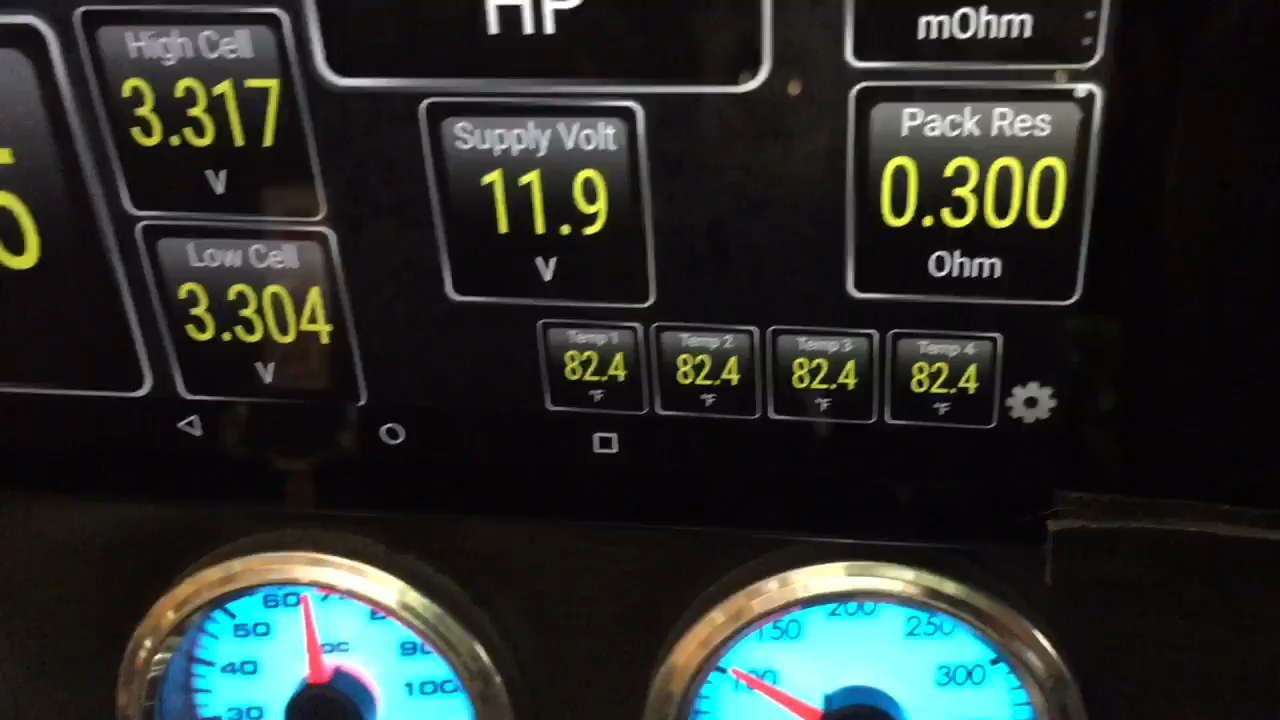 High Cell
3.317
V
Low Cell
3.304
V
HP
Supply Volt
11.9
V
mOhm
Pack Res
0.300
Ohm
Temp 1
82.4
°F
Temp 2
82.4
°F
Temp 3
82.4
°F
Temp 4
82.4
°F
30
40
50
60
90
100
100
150
200
250
300